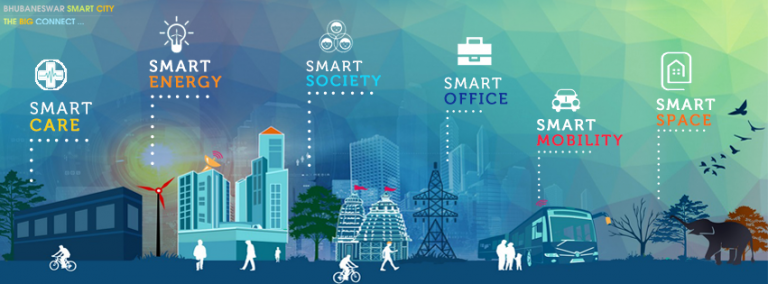 BHUBANESWAR SMART CITY
THE BIG CONNECT ...
SMART
CARE
SMART
ENERGY
SMART
SOCIETY
SMART
OFFICE
SMART
MOBILITY
SMART
SPACE